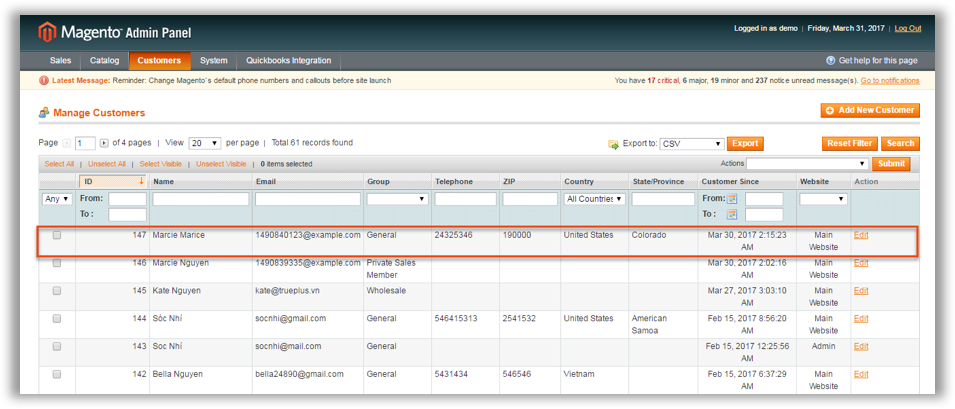 Magento Admin Panel
Logged in as demo | Friday, March 31, 2017 | Log Out
Sales Catalog Customers System Quickbooks Integration Get help for this page
Latest Message: Reminder: Change Magento`s default phone numbers and callouts before site launch You have 17 critical, 6 major, 19 minor and 237 notice unread message(s). Go to notifications
Manage Customers Add New Customer
Page 1 of 4 pages | View 20 per page | Total 61 records found Export to: CSV Export Reset Filter Search
Select All | Unselect All | Select Visible | Unselect Visible | 0 items selected Actions Submit
ID Name Email Group Telephone ZIP Country State/Province Customer Since Website Action
Any From: All Countries From:
To : To :
147 Marcie Marice 1490840123@example.com General 24325346 190000 United States Colorado Mar 30, 2017 2:15:23 Main Edit
AM Website
146 Marcie Nguyen 1490839335@example.com Private Sales Mar 30, 2017 2:02:16 Main Edit
Member AM Website
145 Kate Nguyen kate@trueplus.vn Wholesale Mar 27, 2017 3:03:10 Main Edit
AM Website
144 Sóc Nhí socnhi@gmail.com General 546415313 2541532 United States American Feb 15, 2017 8:56:20 Main Edit
Samoa AM Website
143 Soc Nhí socnhi@mail.com General Feb 15, 2017 12:25:56 Admin Edit
AM
142 Bella Nguyen bella24890@gmail.com General 5431434 546546 Vietnam Feb 15, 2017 6:37:29 Main Edit
AM Website